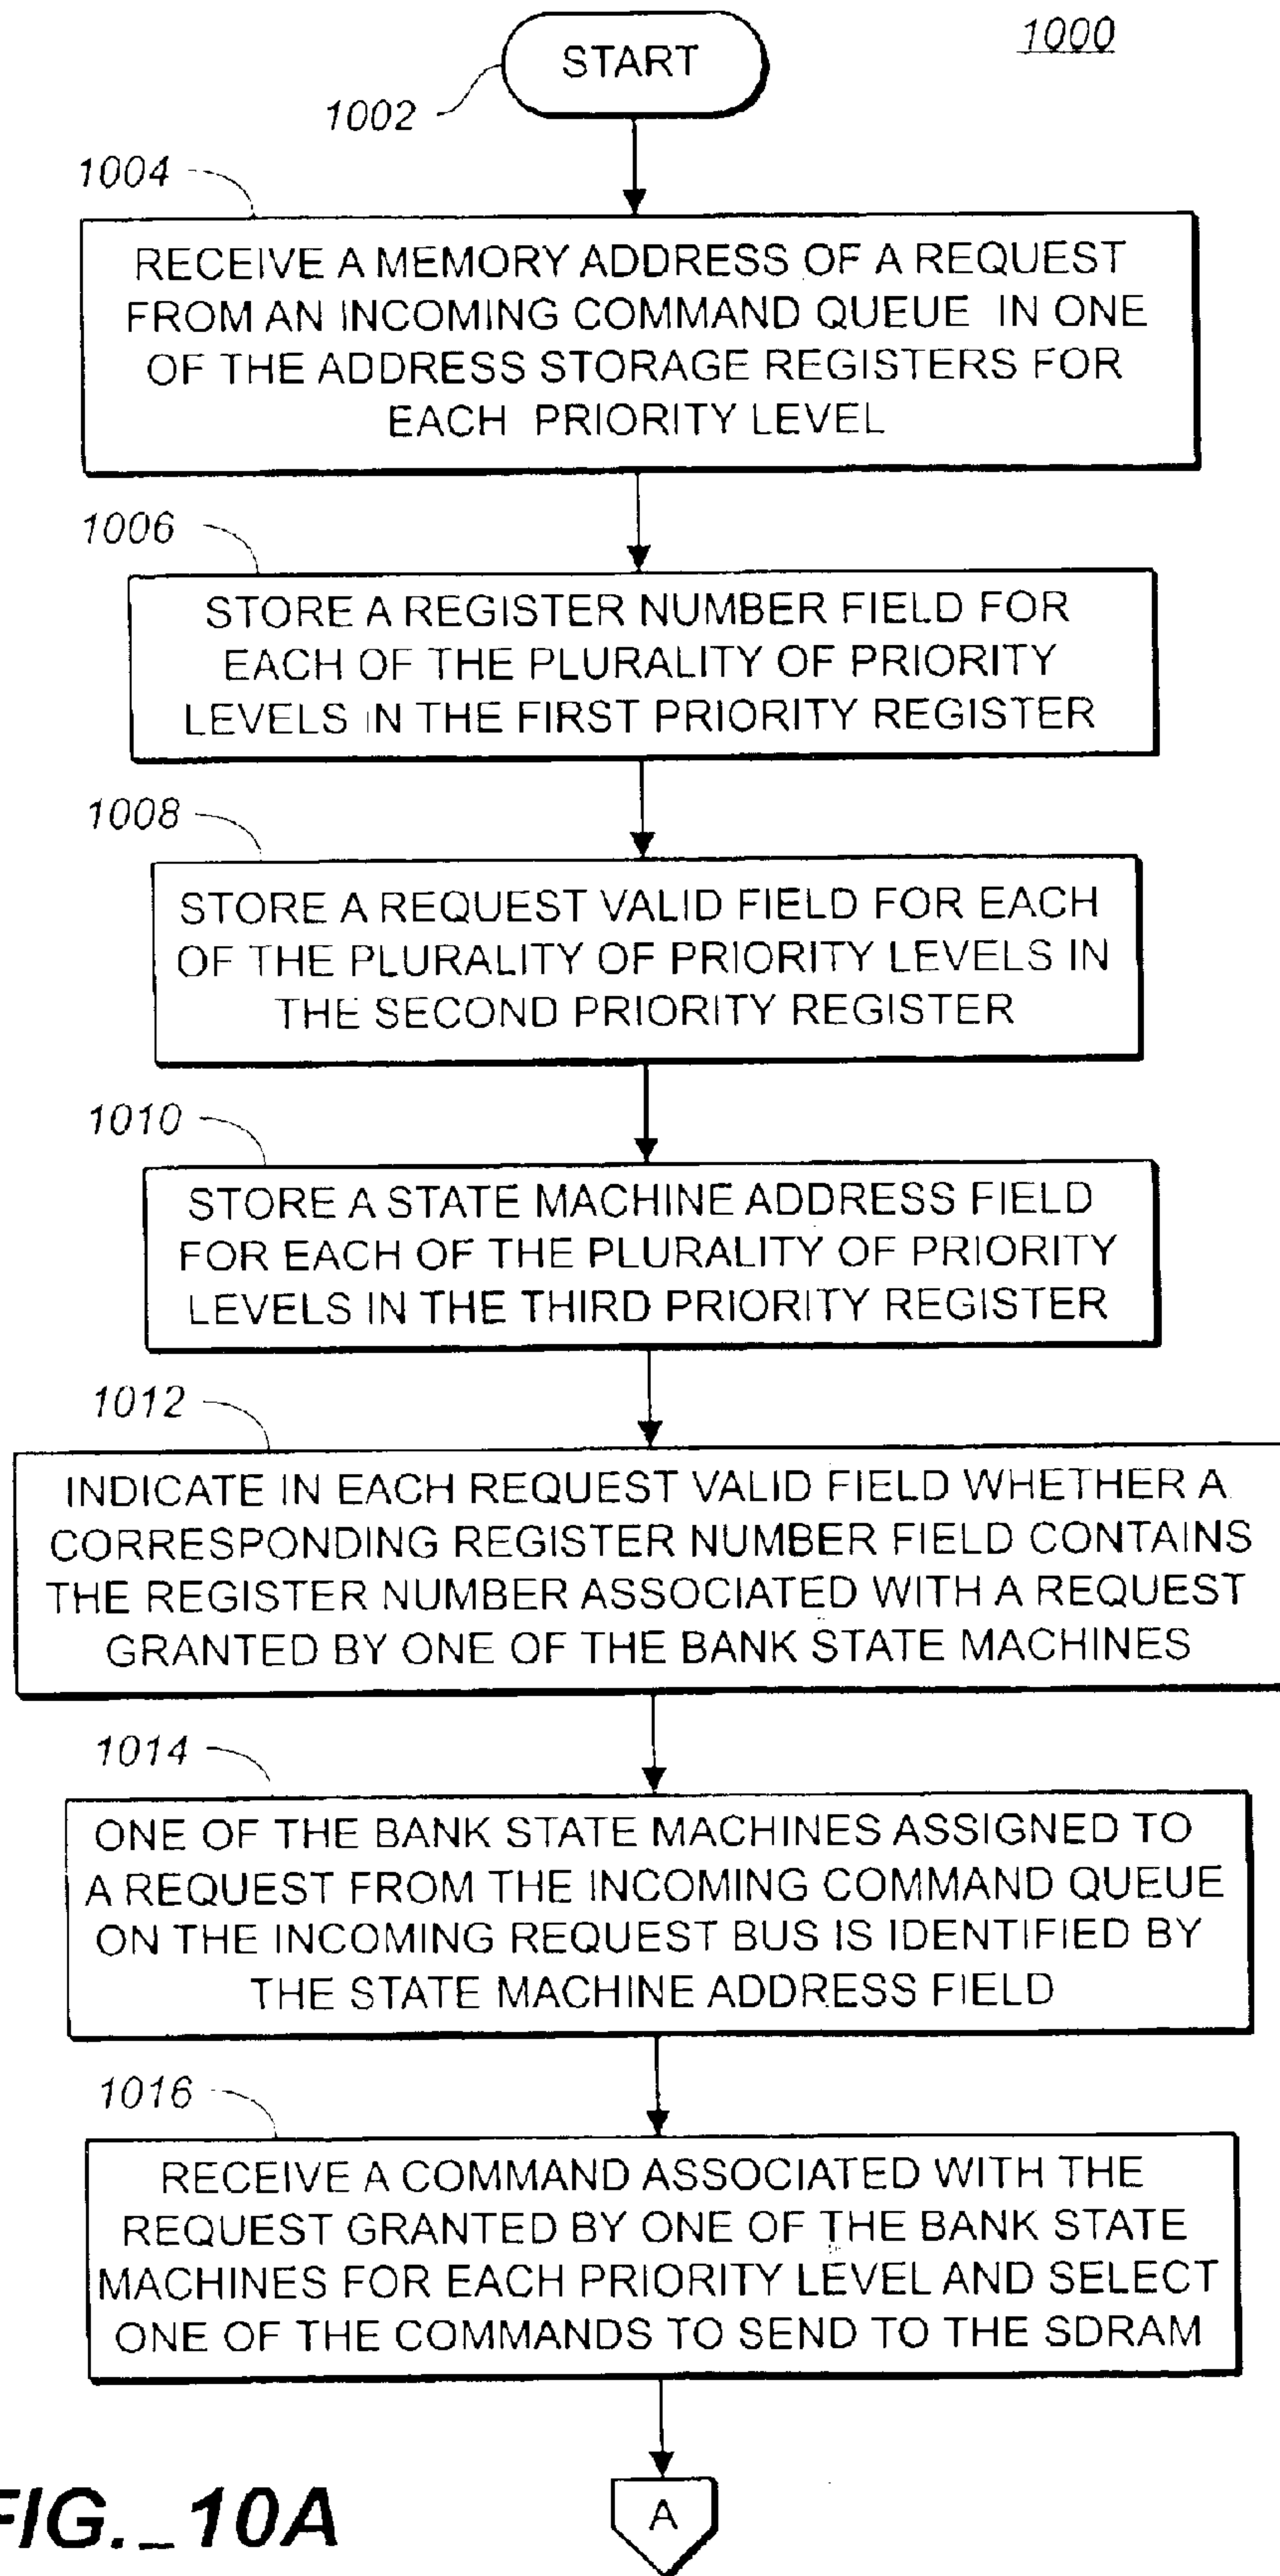 1000
START
1002
1004
RECEIVE A MEMORY ADDRESS OF A REQUEST
FROM AN INCOMING COMMAND QUEUE IN ONE
OF THE ADDRESS STORAGE REGISTERS FOR
EACH PRIORITY LEVEL
1006
STORE A REGISTER NUMBER FIELD FOR
EACH OF THE PLURALITY OF PRIORITY
LEVELS IN THE FIRST PRIORITY REGISTER
1008
STORE A REQUEST VALID FIELD FOR EACH
OF THE PLURALITY OF PRIORITY LEVELS IN
THE SECOND PRIORITY REGISTER
1010
STORE A STATE MACHINE ADDRESS FIELD
FOR EACH OF THE PLURALITY OF PRIORITY
LEVELS IN THE THIRD PRIORITY REGISTER
1012
INDICATE IN EACH REQUEST VALID FIELD WHETHER A
CORRESPONDING REGISTER NUMBER FIELD CONTAINS
THE REGISTER NUMBER ASSOCIATED WITH A REQUEST
GRANTED BY ONE OF THE BANK STATE MACHINES
1014
ONE OF THE BANK STATE MACHINES ASSIGNED TO
A REQUEST FROM THE INCOMING COMMAND QUEUE
ON THE INCOMING REQUEST BUS IS IDENTIFIED BY
THE STATE MACHINE ADDRESS FIELD
1016
RECEIVE A COMMAND ASSOCIATED WITH THE
REQUEST GRANTED BY ONE OF THE BANK STATE
MACHINES FOR EACH PRIORITY LEVEL AND SELECT
ONE OF THE COMMANDS TO SEND TO THE SDRAM
A
FIG._10A